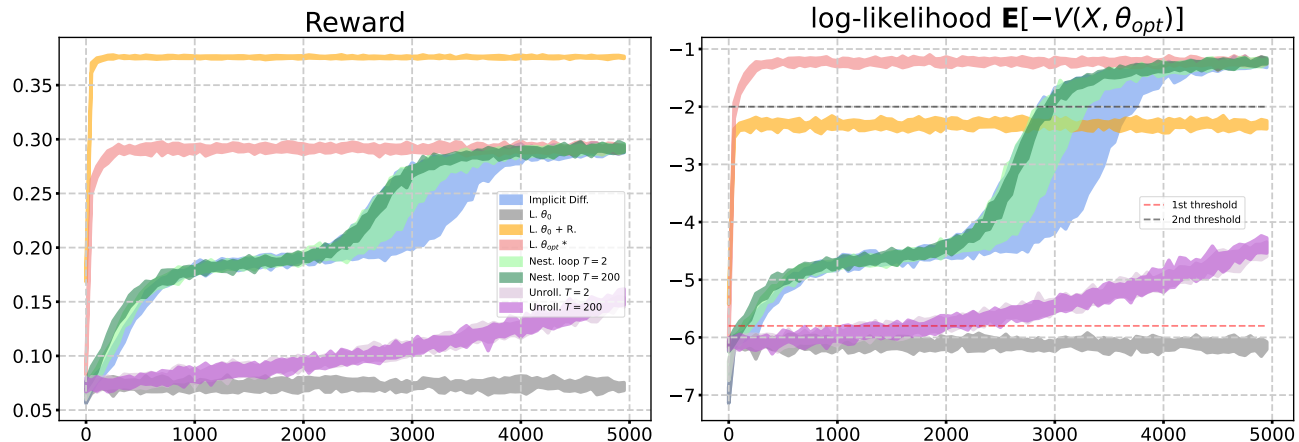 Reward
0.35
0.30
0.25
0.20
0.15
0.10
0.05
0
1000
2000
3000
4000
5000
Implicit Diff.
L. θ₀
L. θ₀ + R.
L. θ_opt *
Nest. loop T = 2
Nest. loop T = 200
Unroll. T = 2
Unroll. T = 200
log-likelihood E[−V(X, θ_opt)]
−1
−2
−3
−4
−5
−6
−7
0
1000
2000
3000
4000
5000
1st threshold
2nd threshold